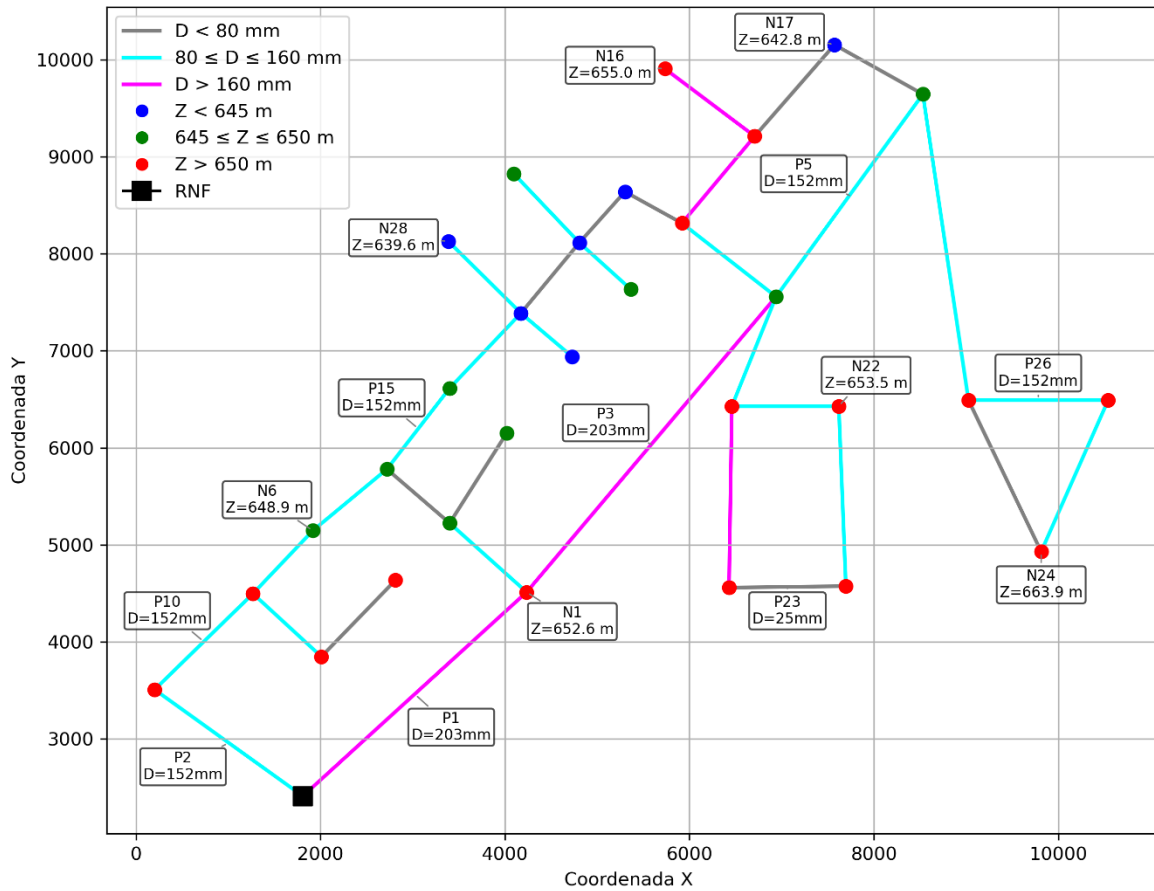 D < 80 mm
80 ≤ D ≤ 160 mm
D > 160 mm
Z < 645 m
645 ≤ Z ≤ 650 m
Z > 650 m
RNF
N17
Z=642.8 m
N16
Z=655.0 m
P5
D=152mm
N28
Z=639.6 m
N22
Z=653.5 m
P26
D=152mm
P15
D=152mm
P3
D=203mm
N6
Z=648.9 m
N24
Z=663.9 m
P10
D=152mm
N1
Z=652.6 m
P23
D=25mm
P1
D=203mm
P2
D=152mm
10000
9000
8000
7000
6000
5000
4000
3000
Coordenada Y
0
2000
4000
6000
8000
10000
Coordenada X